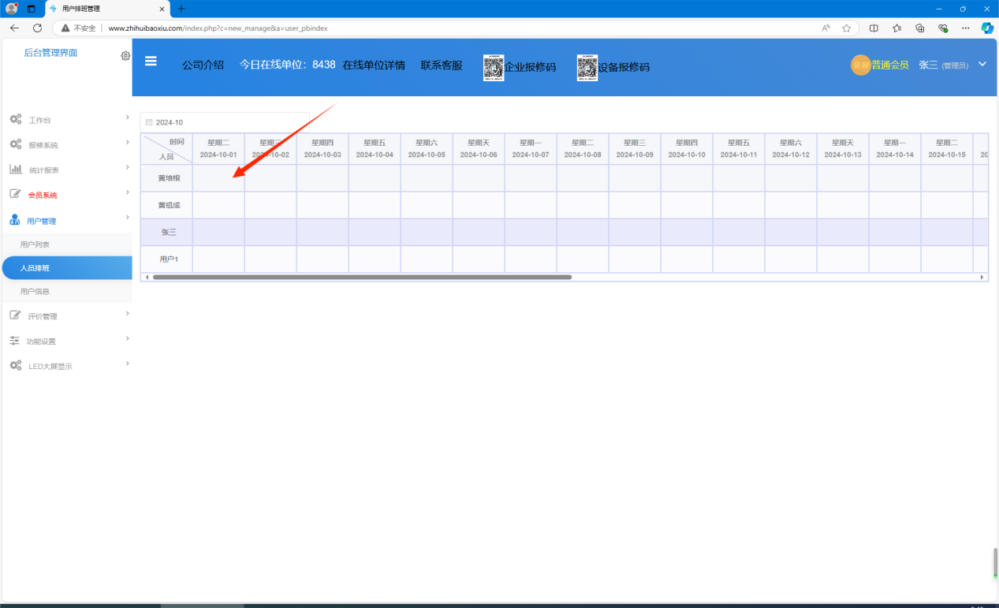 用户排班管理
不安全 www.zhihuibaoxiu.com/index.php?c=new_manage&a=user_pbindex
后台管理界面
公司介绍 今日在线单位：8438 在线单位详情 联系客服 企业报修码 设备报修码 普通会员 张三 (管理员)
工作台
报修系统
统计报表
会员系统
用户管理
用户列表
人员排班
用户信息
评价管理
功能设置
LED大屏显示
2024-10
时间 星期二 星期三 星期四 星期五 星期六 星期天 星期一 星期二 星期三 星期四 星期五 星期六 星期天 星期一 星期二
人员 2024-10-01 2024-10-02 2024-10-03 2024-10-04 2024-10-05 2024-10-06 2024-10-07 2024-10-08 2024-10-09 2024-10-10 2024-10-11 2024-10-12 2024-10-13 2024-10-14 2024-10-15 20
黄培根
黄祖成
张三
用户1